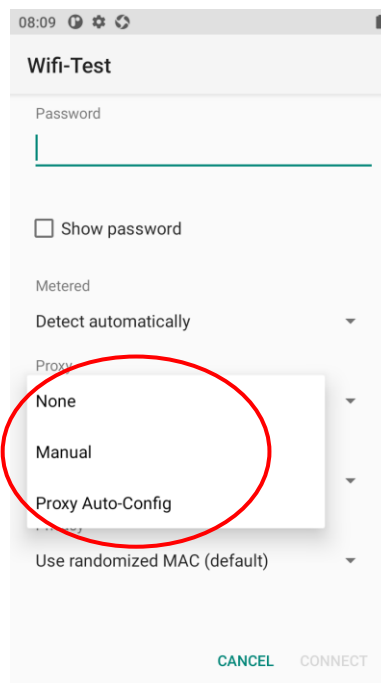 08:09
Wifi-Test
Password
Show password
Metered
Detect automatically
Proxy
None
Manual
Proxy Auto-Config
Privacy
Use randomized MAC (default)
CANCEL CONNECT